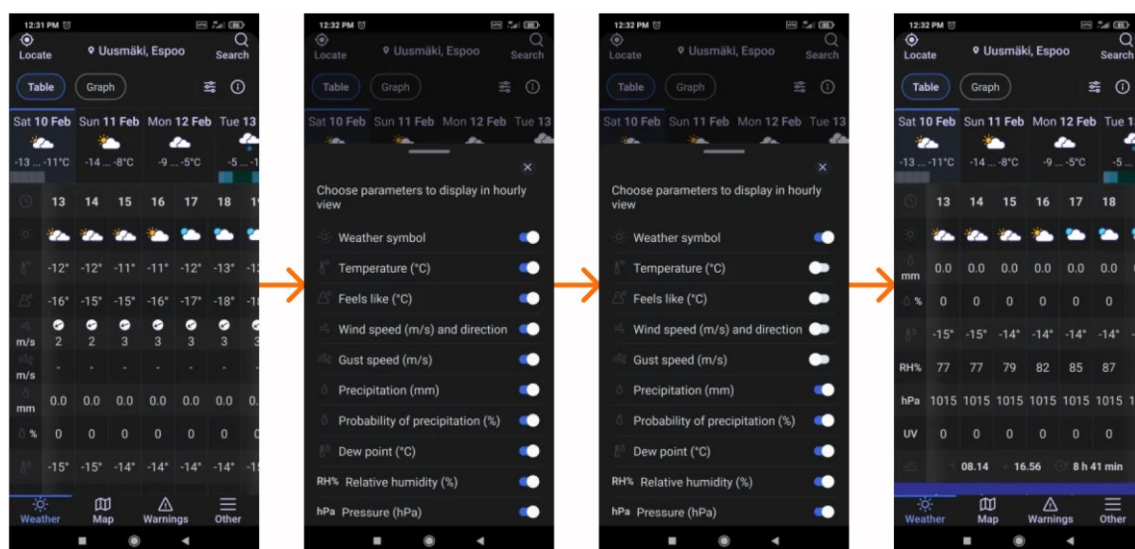 12:31 PM
Locate
Uusmäki, Espoo
Search
Table Graph
Sat 10 Feb Sun 11 Feb Mon 12 Feb Tue 13
-13 ... -11°C -14 ... -8°C -9 ... -5°C -5 ... -1
13 14 15 16 17 18 19
-12° -12° -11° -11° -12° -13° -13
-16° -15° -15° -16° -17° -18° -18
m/s 2 2 3 3 3 3 3
m/s - - - - - -
mm 0.0 0.0 0.0 0.0 0.0 0.0 0.
% 0 0 0 0 0 0 0
-15° -15° -14° -14° -14° -14° -15
Weather Map Warnings Other
12:32 PM
Locate
Uusmäki, Espoo
Search
Table Graph
Sat 10 Feb Sun 11 Feb Mon 12 Feb Tue 13
Choose parameters to display in hourly
view
Weather symbol
Temperature (°C)
Feels like (°C)
Wind speed (m/s) and direction
Gust speed (m/s)
Precipitation (mm)
Probability of precipitation (%)
Dew point (°C)
RH% Relative humidity (%)
hPa Pressure (hPa)
12:32 PM
Locate
Uusmäki, Espoo
Search
Table Graph
Sat 10 Feb Sun 11 Feb Mon 12 Feb Tue 13
Choose parameters to display in hourly
view
Weather symbol
Temperature (°C)
Feels like (°C)
Wind speed (m/s) and direction
Gust speed (m/s)
Precipitation (mm)
Probability of precipitation (%)
Dew point (°C)
RH% Relative humidity (%)
hPa Pressure (hPa)
12:32 PM
Locate
Uusmäki, Espoo
Search
Table Graph
Sat 10 Feb Sun 11 Feb Mon 12 Feb Tue 1
-13 ... -11°C -14 ... -8°C -9 ... -5°C -5 ...
13 14 15 16 17 18
mm 0.0 0.0 0.0 0.0 0.0 0.0
% 0 0 0 0 0 0
-15° -15° -14° -14° -14° -14°
RH% 77 77 79 82 85 87
hPa 1015 1015 1015 1015 1015 1015 1
UV 0 0 0 0 0 0
08.14 16.56 8 h 41 min
Weather Map Warnings Other